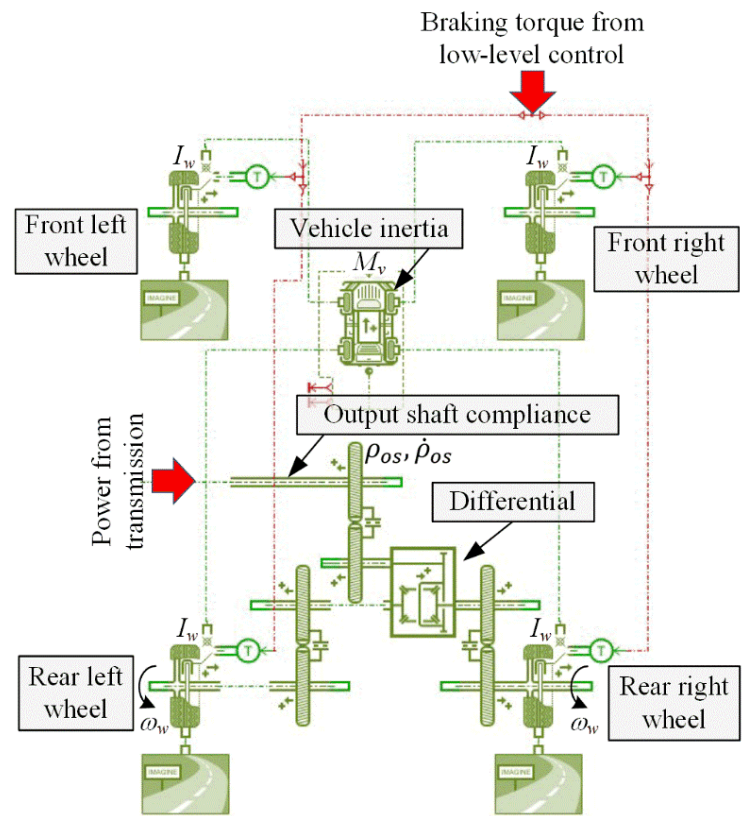 Braking torque from
low-level control
I_w
T
I_w
T
Front left
wheel
Vehicle inertia
Front right
wheel
M_v
IMAGINE
IMAGINE
Output shaft compliance
ρ_os, ρ̇_os
Power from
transmission
Differential
I_w
T
I_w
T
Rear left
wheel
Rear right
wheel
ω_w
ω_w
IMAGINE
IMAGINE